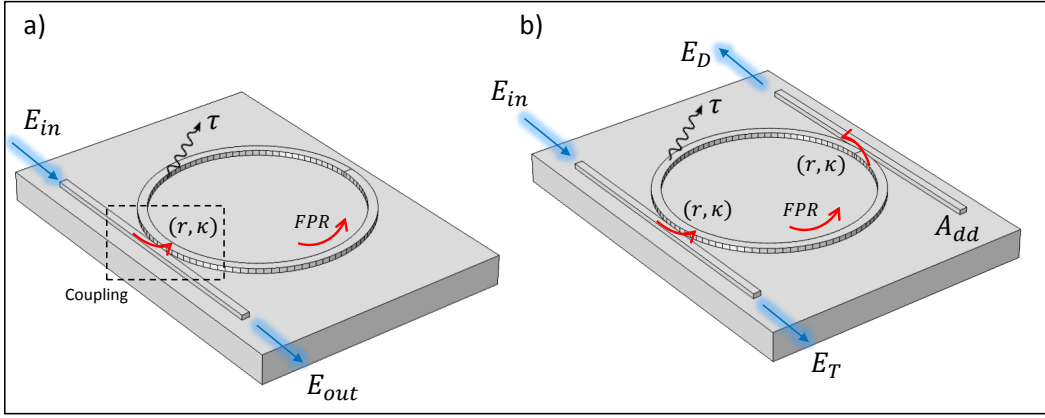 a)
E_in
τ
(r, κ)
FPR
Coupling
E_out
b)
E_D
E_in
τ
(r, κ)
(r, κ)
FPR
A_dd
E_T